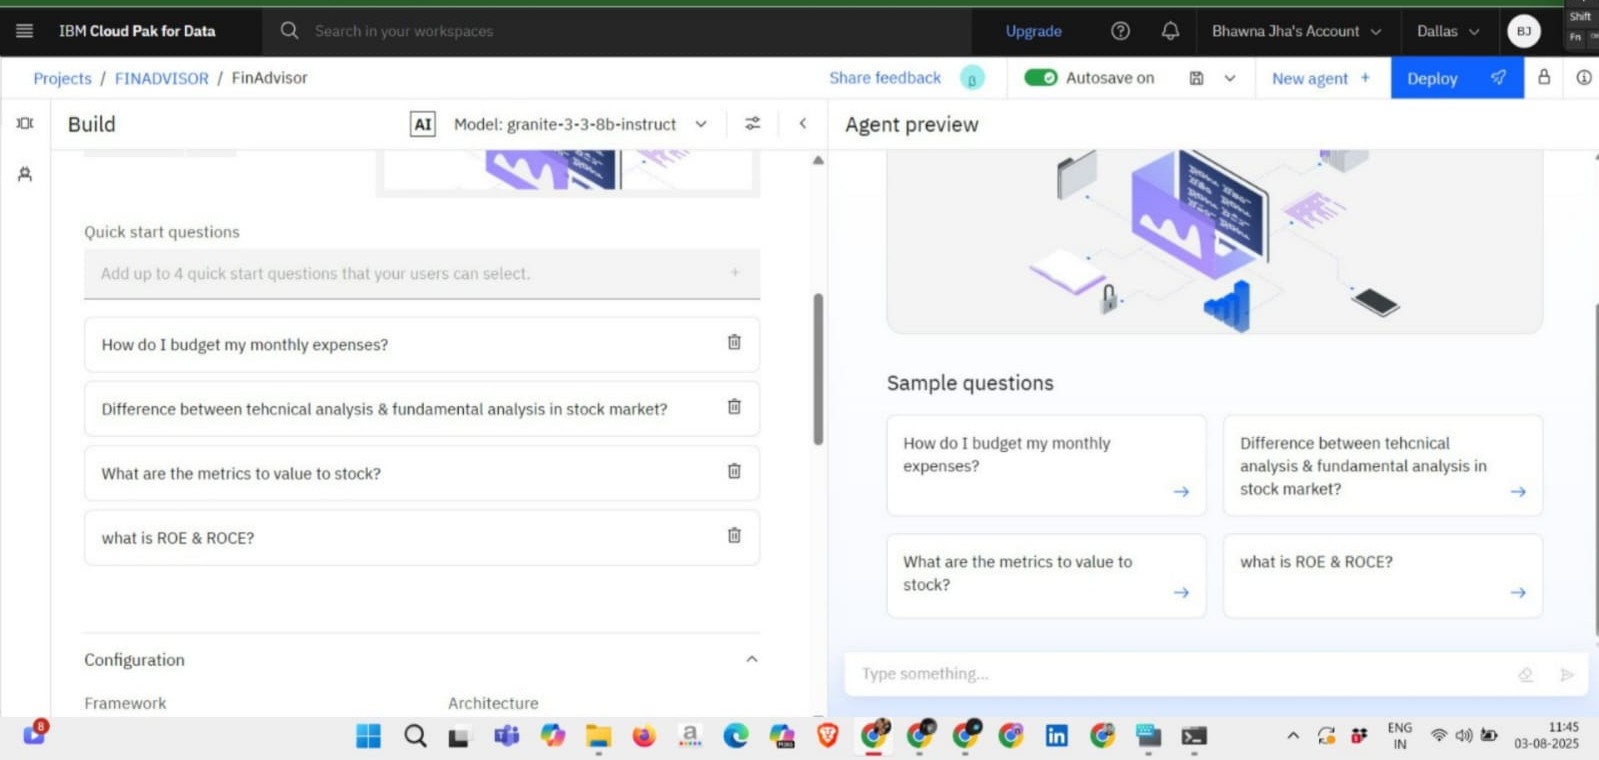 Shift
Fn
IBM Cloud Pak for Data
Search in your workspaces
Upgrade
Bhawna Jha's Account
Dallas
BJ
Projects / FINADVISOR / FinAdvisor
Share feedback
β
Autosave on
New agent +
Deploy
Build
AI
Model: granite-3-3-8b-instruct
Agent preview
Quick start questions
Add up to 4 quick start questions that your users can select.
+
How do I budget my monthly expenses?
Difference between tehcnical analysis & fundamental analysis in stock market?
What are the metrics to value to stock?
what is ROE & ROCE?
Configuration
Framework
Architecture
Sample questions
How do I budget my monthly
expenses?
Difference between tehcnical
analysis & fundamental analysis in
stock market?
What are the metrics to value to
stock?
what is ROE & ROCE?
Type something...
8
a
in
ENG
IN
11:45
03-08-2025